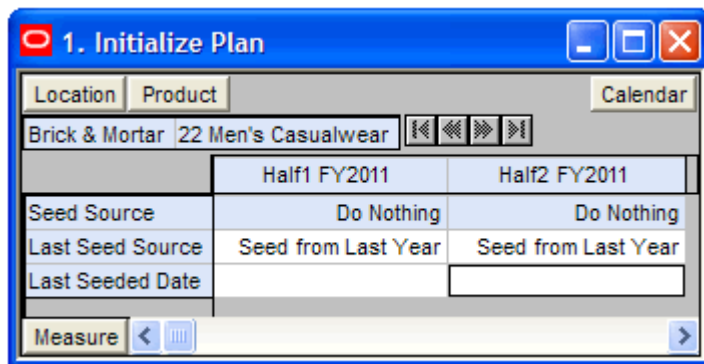 1. Initialize Plan
Location Product Calendar
Brick & Mortar 22 Men's Casualwear
Half1 FY2011 Half2 FY2011
Seed Source Do Nothing Do Nothing
Last Seed Source Seed from Last Year Seed from Last Year
Last Seeded Date
Measure